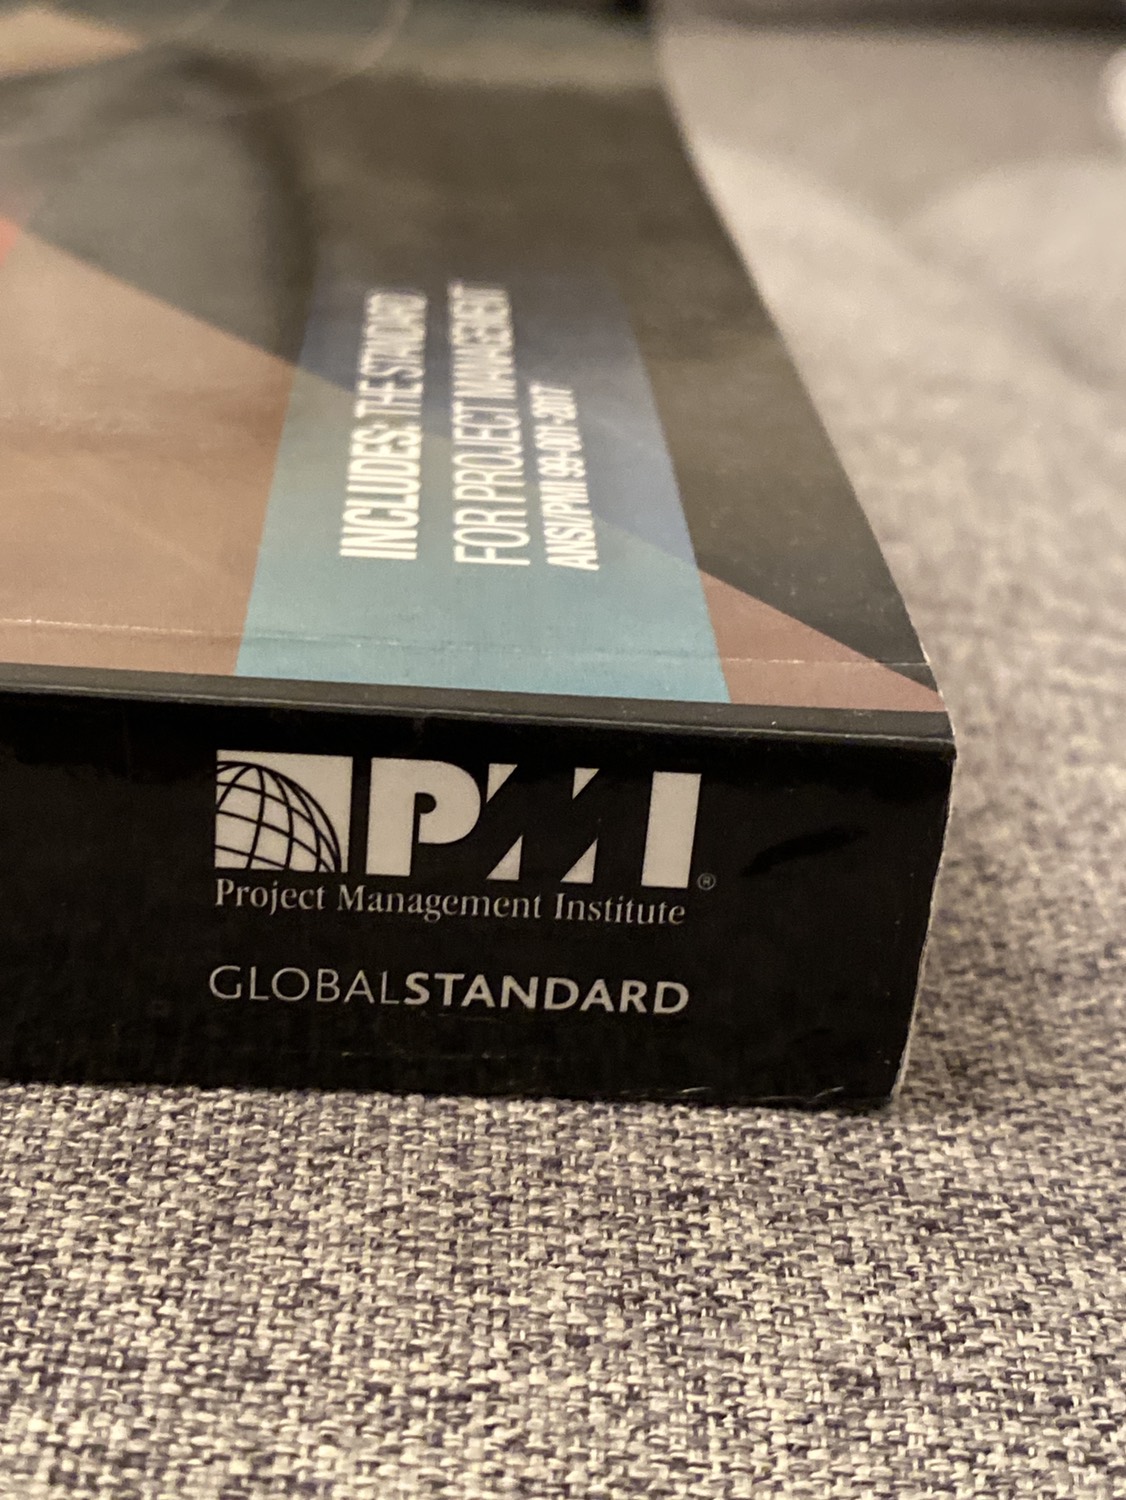 INCLUDES: THE STANDARD
FOR PROJECT MANAGEMENT
ANSI/PMI 99-001-2017
PMI®
Project Management Institute
GLOBALSTANDARD